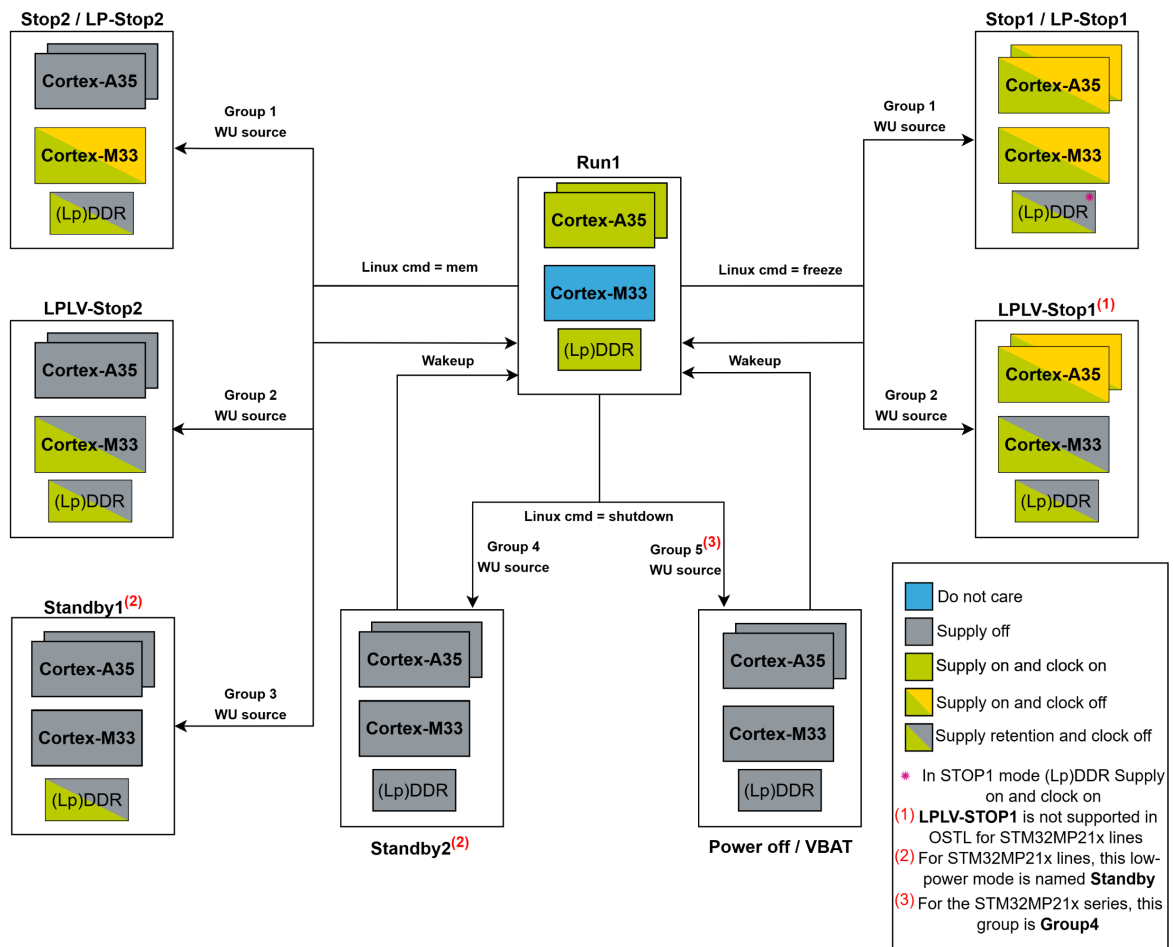 Stop2 / LP-Stop2
Cortex-A35
Cortex-M33
(Lp)DDR
Group 1
WU source
Stop1 / LP-Stop1
Cortex-A35
Cortex-M33
(Lp)DDR *
Group 1
WU source
Run1
Cortex-A35
Cortex-M33
(Lp)DDR
Linux cmd = mem
Linux cmd = freeze
LPLV-Stop2
Cortex-A35
Cortex-M33
(Lp)DDR
Group 2
WU source
Wakeup
Wakeup
LPLV-Stop1(1)
Cortex-A35
Cortex-M33
(Lp)DDR
Group 2
WU source
Linux cmd = shutdown
Group 4
WU source
Group 5(3)
WU source
Standby1(2)
Cortex-A35
Cortex-M33
(Lp)DDR
Group 3
WU source
Cortex-A35
Cortex-M33
(Lp)DDR
Standby2(2)
Cortex-A35
Cortex-M33
(Lp)DDR
Power off / VBAT
Do not care
Supply off
Supply on and clock on
Supply on and clock off
Supply retention and clock off
* In STOP1 mode (Lp)DDR Supply
on and clock on
(1) LPLV-STOP1 is not supported in
OSTL for STM32MP21x lines
(2) For STM32MP21x lines, this low-
power mode is named Standby
(3) For the STM32MP21x series, this
group is Group4